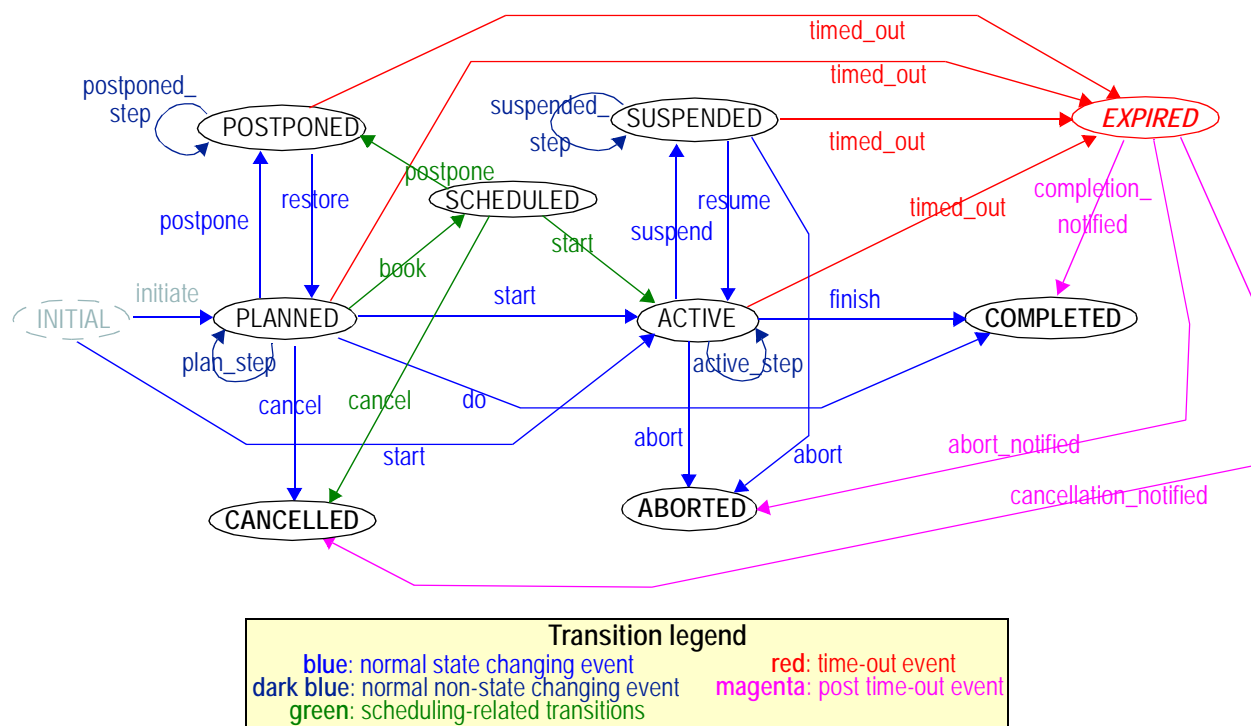 timed_out
timed_out
postponed_
step
POSTPONED
suspended_
step
SUSPENDED
EXPIRED
timed_out
postpone
SCHEDULED
restore
resume
completion_
notified
timed_out
postpone
suspend
start
book
initiate
start
finish
INITIAL
PLANNED
ACTIVE
COMPLETED
plan_step
active_step
cancel
cancel
do
abort
abort
start
abort_notified
cancellation_notified
CANCELLED
ABORTED
Transition legend
blue: normal state changing event
red: time-out event
dark blue: normal non-state changing event
magenta: post time-out event
green: scheduling-related transitions